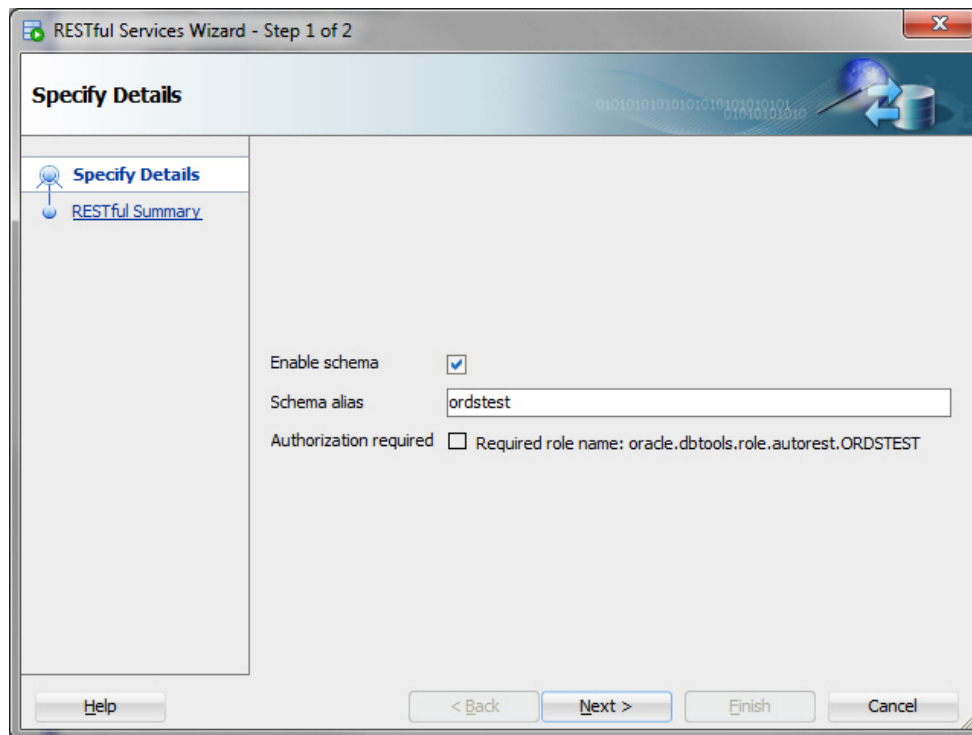 RESTful Services Wizard - Step 1 of 2
Specify Details
010101010101010101010101
01010101010
Specify Details
RESTful Summary
Enable schema
Schema alias ordstest
Authorization required Required role name: oracle.dbtools.role.autorest.ORDSTEST
Help < Back Next > Finish Cancel